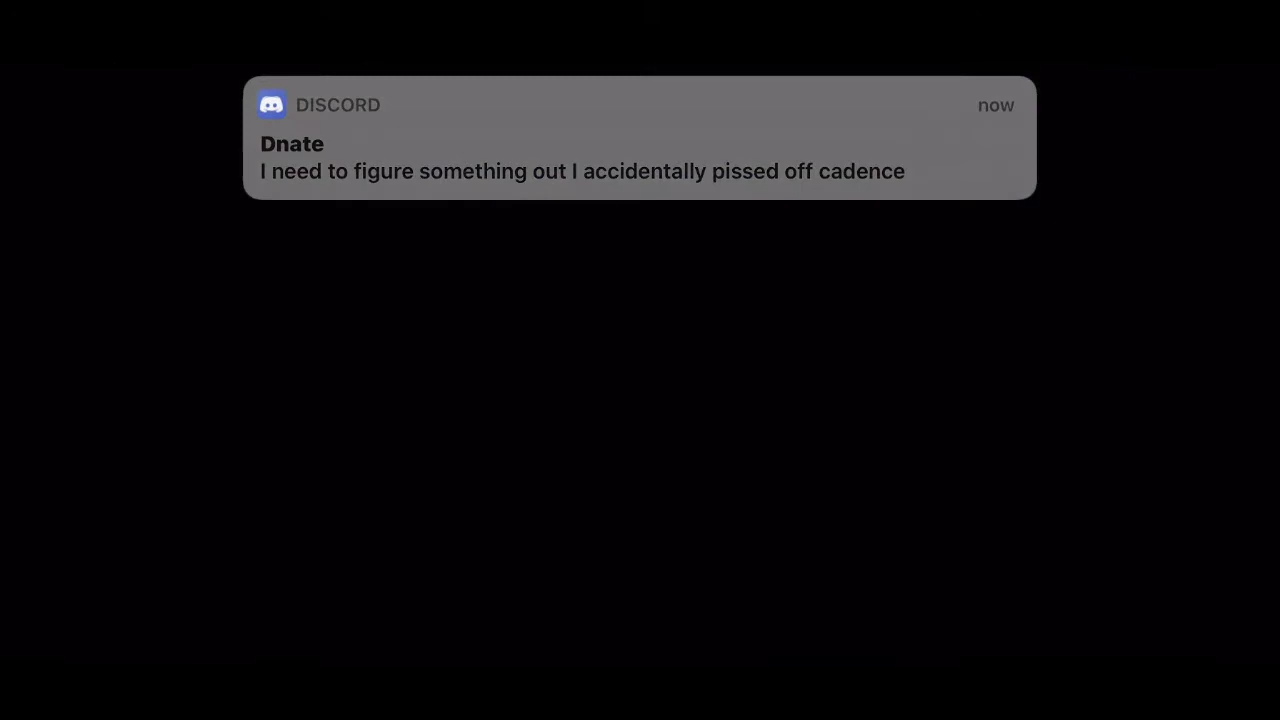 DISCORD now
Dnate
I need to figure something out I accidentally pissed off cadence